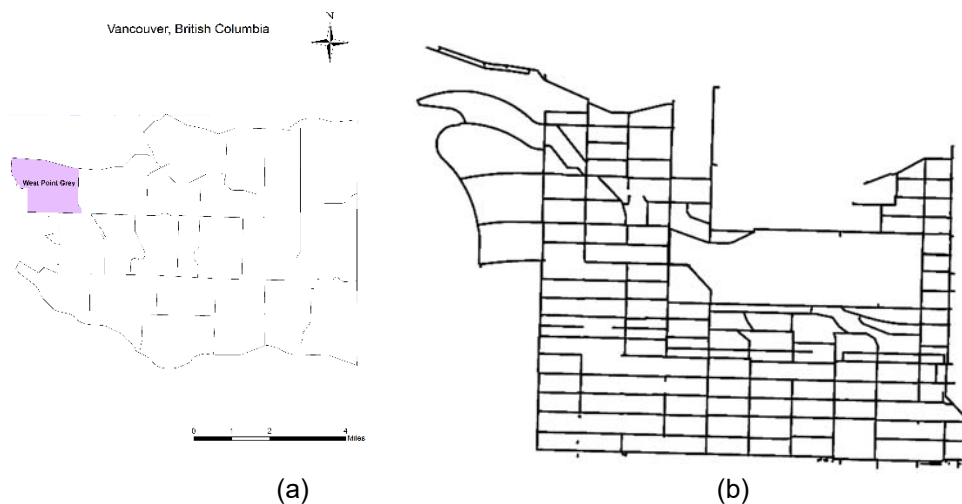 Vancouver, British Columbia
N
West Point Grey
0 1 2 4
Miles
(a) (b)